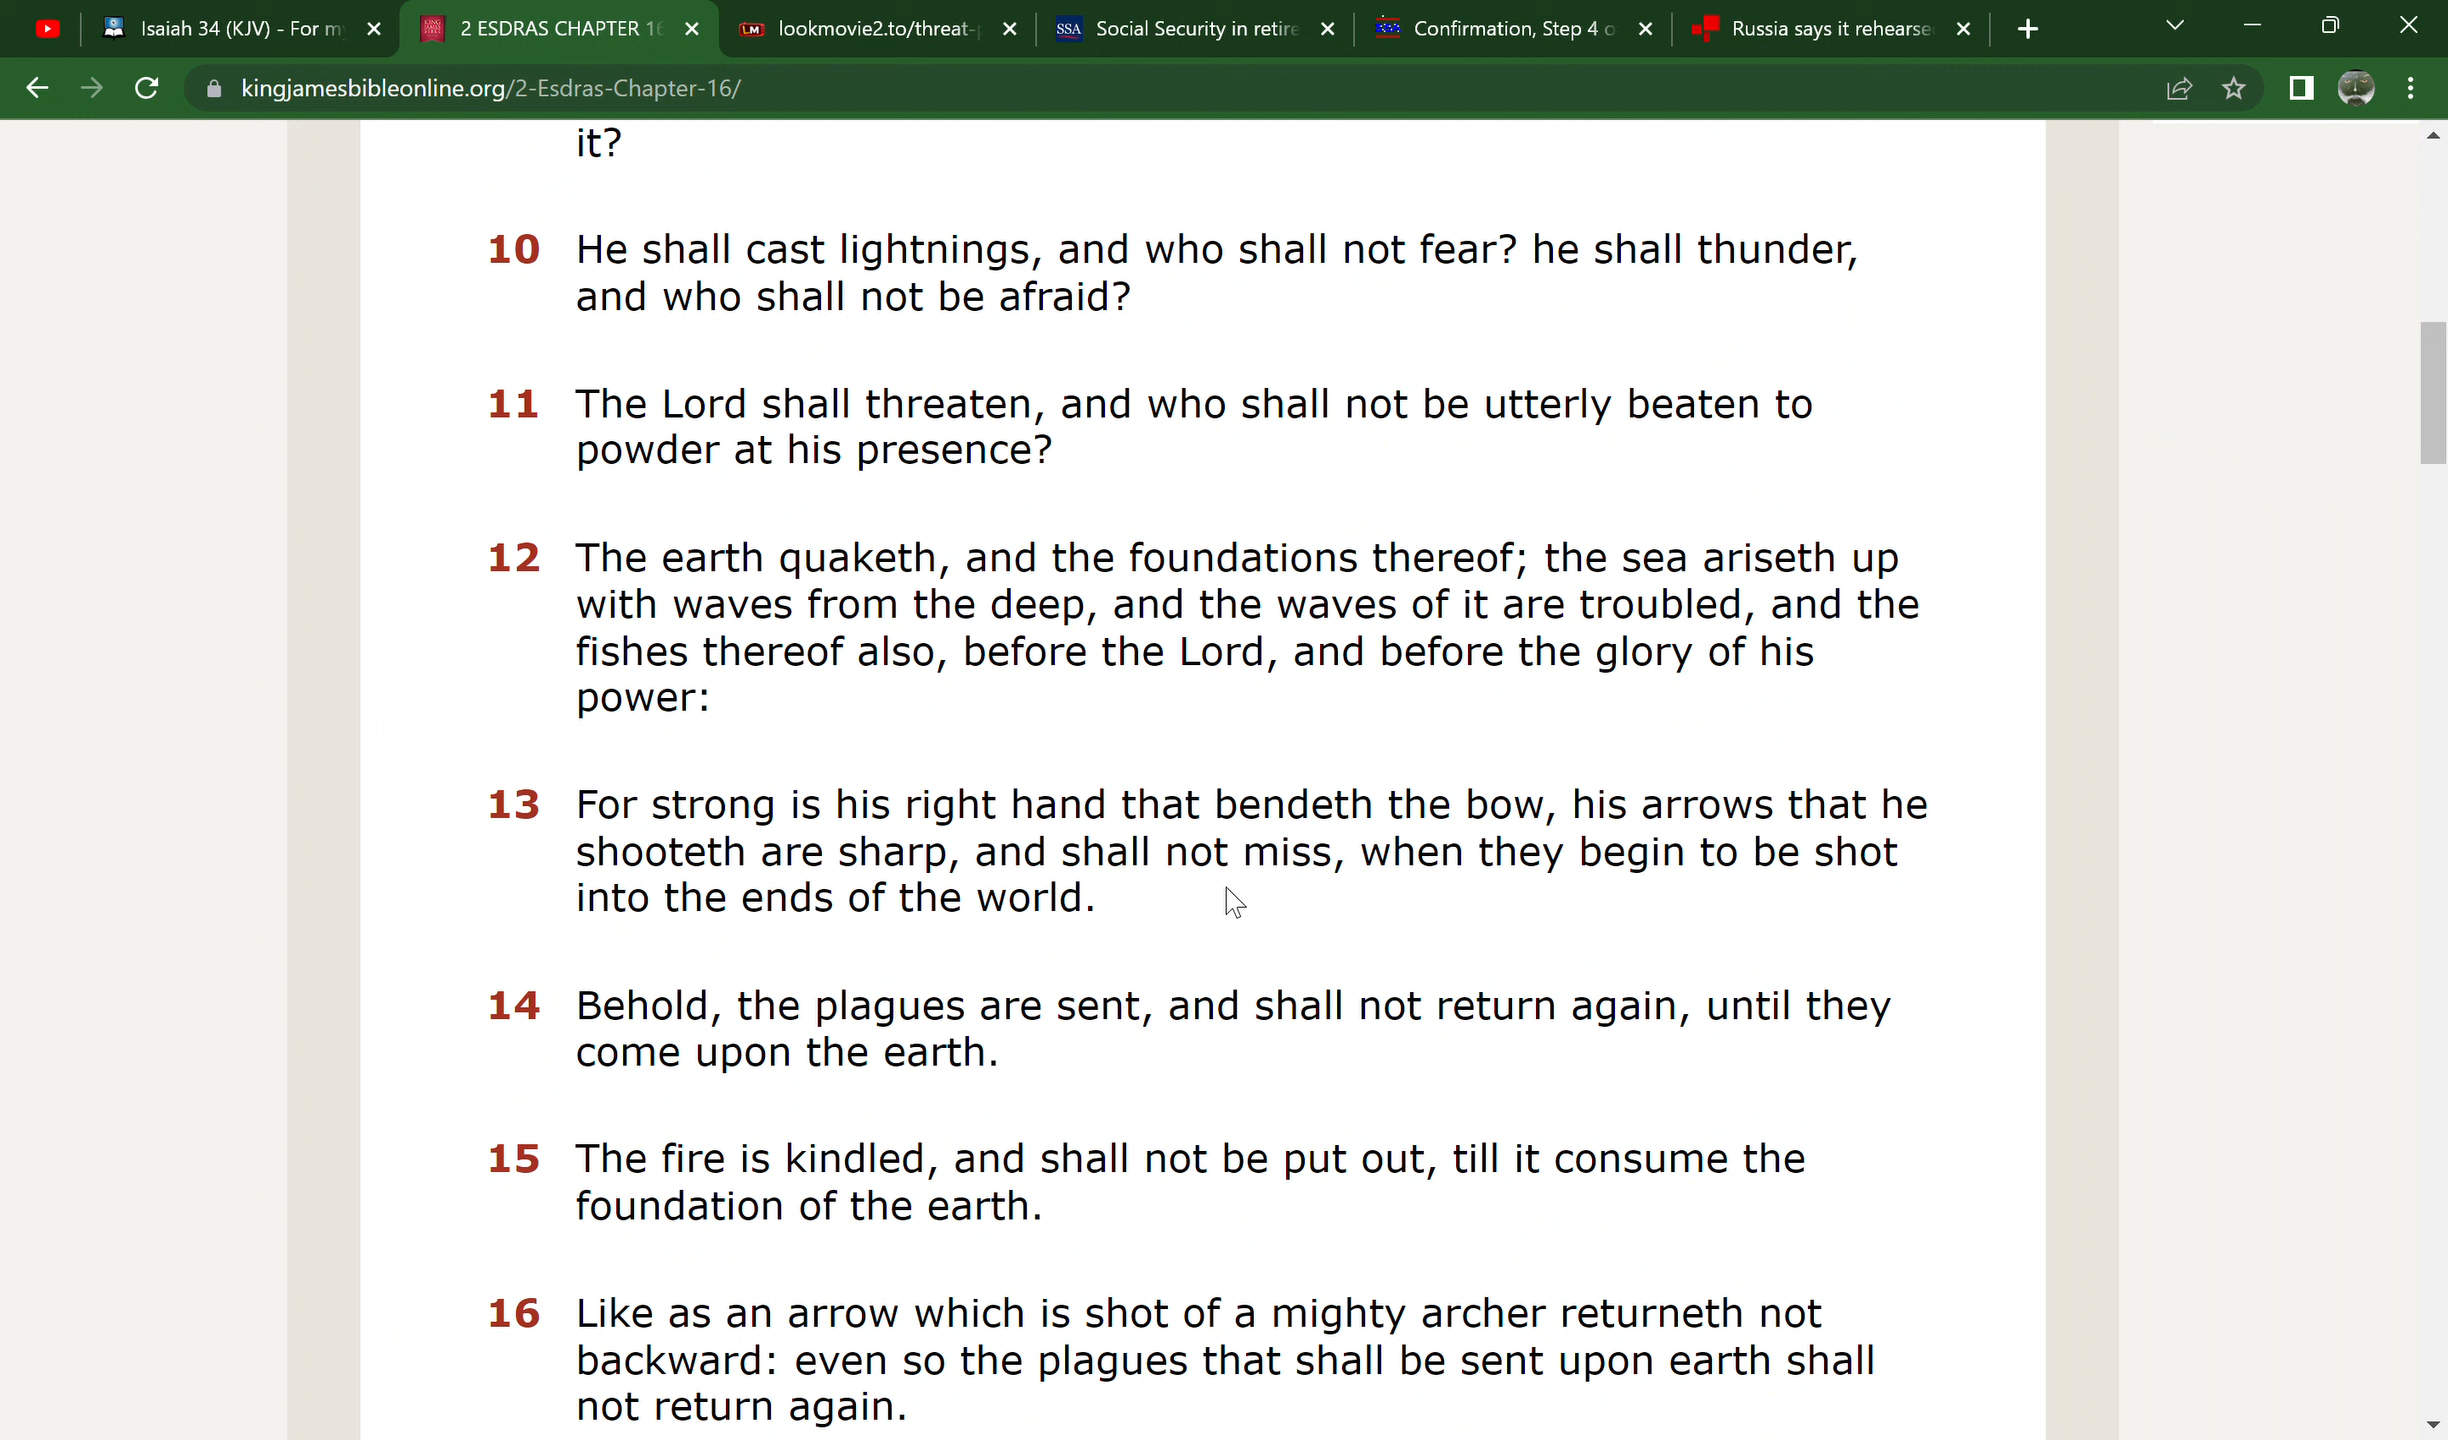 Isaiah 34 (KJV) - For m
2 ESDRAS CHAPTER 16
LM
lookmovie2.to/threat-
SSA
Social Security in retire
Confirmation, Step 4 o
Russia says it rehearse
kingjamesbibleonline.org/2-Esdras-Chapter-16/
it?
10 He shall cast lightnings, and who shall not fear? he shall thunder,
and who shall not be afraid?
11 The Lord shall threaten, and who shall not be utterly beaten to
powder at his presence?
12 The earth quaketh, and the foundations thereof; the sea ariseth up
with waves from the deep, and the waves of it are troubled, and the
fishes thereof also, before the Lord, and before the glory of his
power:
13 For strong is his right hand that bendeth the bow, his arrows that he
shooteth are sharp, and shall not miss, when they begin to be shot
into the ends of the world.
14 Behold, the plagues are sent, and shall not return again, until they
come upon the earth.
15 The fire is kindled, and shall not be put out, till it consume the
foundation of the earth.
16 Like as an arrow which is shot of a mighty archer returneth not
backward: even so the plagues that shall be sent upon earth shall
not return again.